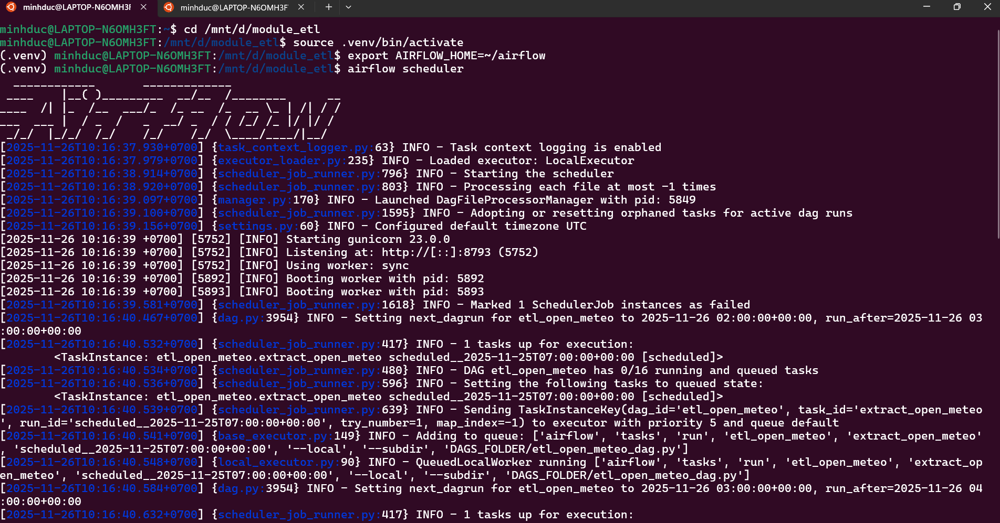 minhduc@LAPTOP-N6OMH3F
minhduc@LAPTOP-N6OMH3F
minhduc@LAPTOP-N6OMH3FT:~$ cd /mnt/d/module_etl
minhduc@LAPTOP-N6OMH3FT:/mnt/d/module_etl$ source .venv/bin/activate
(.venv) minhduc@LAPTOP-N6OMH3FT:/mnt/d/module_etl$ export AIRFLOW_HOME=~/airflow
(.venv) minhduc@LAPTOP-N6OMH3FT:/mnt/d/module_etl$ airflow scheduler
  ____________       _____________
 ____    |__( )_________  __/__  /________      __
____  /| |_  /__  ___/_  /_ __  /_  __ \_ | /| / /
___  ___ |  / _  /   _  __/ _  / / /_/ /_ |/ |/ /
 _/_/  |_/_/  /_/    /_/    /_/  \____/____/|__/
[2025-11-26T10:16:37.930+0700] {task_context_logger.py:63} INFO - Task context logging is enabled
[2025-11-26T10:16:37.979+0700] {executor_loader.py:235} INFO - Loaded executor: LocalExecutor
[2025-11-26T10:16:38.914+0700] {scheduler_job_runner.py:796} INFO - Starting the scheduler
[2025-11-26T10:16:38.920+0700] {scheduler_job_runner.py:803} INFO - Processing each file at most -1 times
[2025-11-26T10:16:39.097+0700] {manager.py:170} INFO - Launched DagFileProcessorManager with pid: 5849
[2025-11-26T10:16:39.100+0700] {scheduler_job_runner.py:1595} INFO - Adopting or resetting orphaned tasks for active dag runs
[2025-11-26T10:16:39.156+0700] {settings.py:60} INFO - Configured default timezone UTC
[2025-11-26 10:16:39 +0700] [5752] [INFO] Starting gunicorn 23.0.0
[2025-11-26 10:16:39 +0700] [5752] [INFO] Listening at: http://[::]:8793 (5752)
[2025-11-26 10:16:39 +0700] [5752] [INFO] Using worker: sync
[2025-11-26 10:16:39 +0700] [5892] [INFO] Booting worker with pid: 5892
[2025-11-26 10:16:39 +0700] [5893] [INFO] Booting worker with pid: 5893
[2025-11-26T10:16:39.581+0700] {scheduler_job_runner.py:1618} INFO - Marked 1 SchedulerJob instances as failed
[2025-11-26T10:16:40.467+0700] {dag.py:3954} INFO - Setting next_dagrun for etl_open_meteo to 2025-11-26 02:00:00+00:00, run_after=2025-11-26 03
:00:00+00:00
[2025-11-26T10:16:40.532+0700] {scheduler_job_runner.py:417} INFO - 1 tasks up for execution:
        <TaskInstance: etl_open_meteo.extract_open_meteo scheduled__2025-11-25T07:00:00+00:00 [scheduled]>
[2025-11-26T10:16:40.534+0700] {scheduler_job_runner.py:480} INFO - DAG etl_open_meteo has 0/16 running and queued tasks
[2025-11-26T10:16:40.536+0700] {scheduler_job_runner.py:596} INFO - Setting the following tasks to queued state:
        <TaskInstance: etl_open_meteo.extract_open_meteo scheduled__2025-11-25T07:00:00+00:00 [scheduled]>
[2025-11-26T10:16:40.539+0700] {scheduler_job_runner.py:639} INFO - Sending TaskInstanceKey(dag_id='etl_open_meteo', task_id='extract_open_meteo
', run_id='scheduled__2025-11-25T07:00:00+00:00', try_number=1, map_index=-1) to executor with priority 5 and queue default
[2025-11-26T10:16:40.541+0700] {base_executor.py:149} INFO - Adding to queue: ['airflow', 'tasks', 'run', 'etl_open_meteo', 'extract_open_meteo'
, 'scheduled__2025-11-25T07:00:00+00:00', '--local', '--subdir', 'DAGS_FOLDER/etl_open_meteo_dag.py']
[2025-11-26T10:16:40.548+0700] {local_executor.py:90} INFO - QueuedLocalWorker running ['airflow', 'tasks', 'run', 'etl_open_meteo', 'extract_op
en_meteo', 'scheduled__2025-11-25T07:00:00+00:00', '--local', '--subdir', 'DAGS_FOLDER/etl_open_meteo_dag.py']
[2025-11-26T10:16:40.584+0700] {dag.py:3954} INFO - Setting next_dagrun for etl_open_meteo to 2025-11-26 03:00:00+00:00, run_after=2025-11-26 04
:00:00+00:00
[2025-11-26T10:16:40.632+0700] {scheduler_job_runner.py:417} INFO - 1 tasks up for execution: